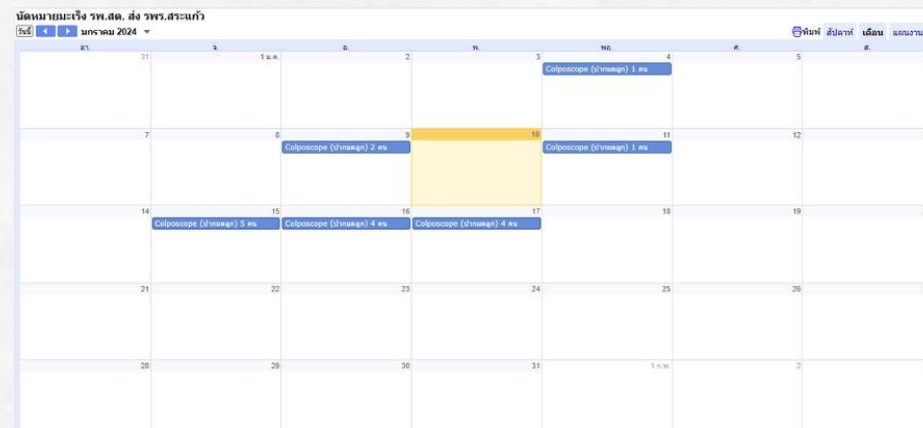 นัดหมายมะเร็ง รพ.สต. ส่ง รพร.สระแก้ว
วันนี้ มกราคม 2024 พิมพ์ สัปดาห์ เดือน แผนงาน
อา. จ. อ. พ. พฤ. ศ. ส.
31 1 ม.ค. 2 3 4 5
Colposcope (ปากมดลูก) 1 คน
7 8 9 10 11 12
Colposcope (ปากมดลูก) 2 คน Colposcope (ปากมดลูก) 1 คน
14 15 16 17 18 19
Colposcope (ปากมดลูก) 5 คน Colposcope (ปากมดลูก) 4 คน Colposcope (ปากมดลูก) 4 คน
21 22 23 24 25 26
28 29 30 31 1 ก.พ. 2